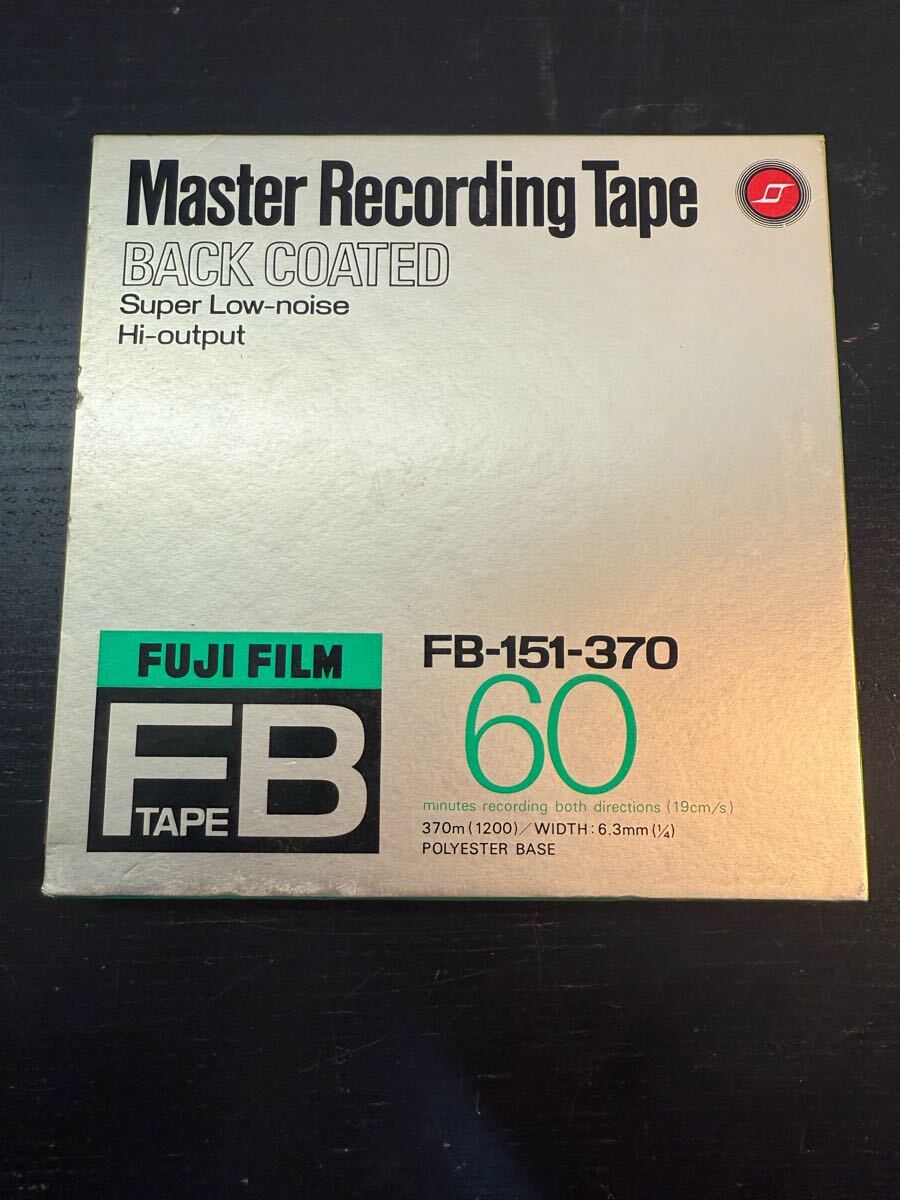 Master Recording Tape
BACK COATED
Super Low-noise
Hi-output
FUJI FILM
FB
TAPE
FB-151-370
60
minutes recording both directions (19cm/s)
370m (1200)/WIDTH: 6.3mm (¼)
POLYESTER BASE